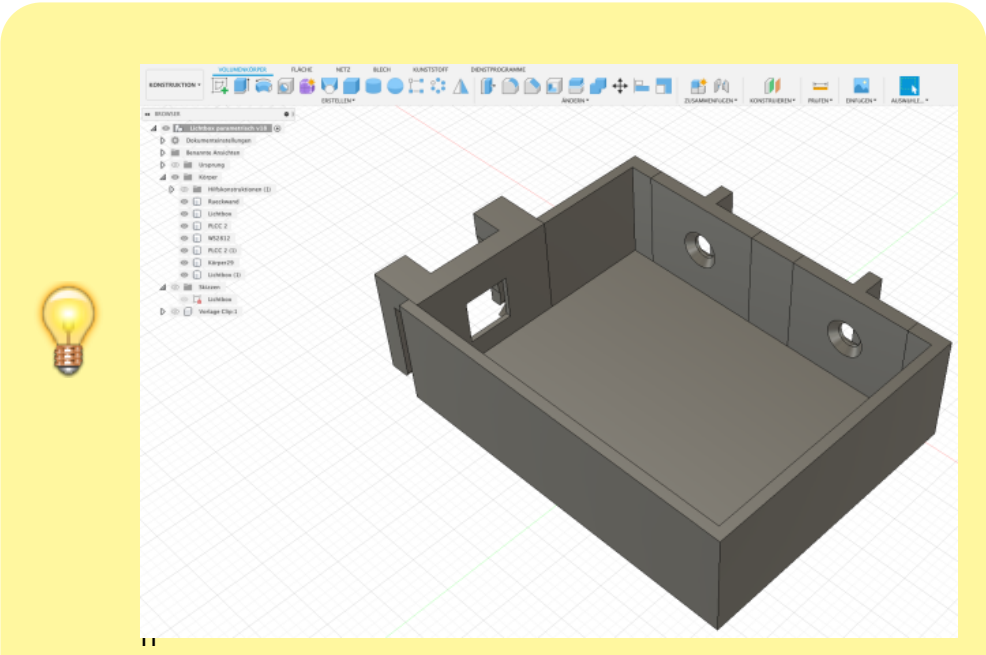 VOLUMENKÖRPER FLÄCHE NETZ BLECH KUNSTSTOFF DIENSTPROGRAMME
KONSTRUKTION
ERSTELLEN ÄNDERN ZUSAMMENFÜGEN KONSTRUIEREN PRÜFEN EINFÜGEN AUSWÄHLE...
BROWSER
Lichtbox parametrisch v18
Dokumenteinstellungen
Benannte Ansichten
Ursprung
Körper
Hilfskonstruktionen (1)
Rueckwand
Lichtbox
PLCC 2
WS2812
PLCC 2 (1)
Körper29
Lichtbox (1)
Skizzen
Lichtbox
Vorlage Clip:1